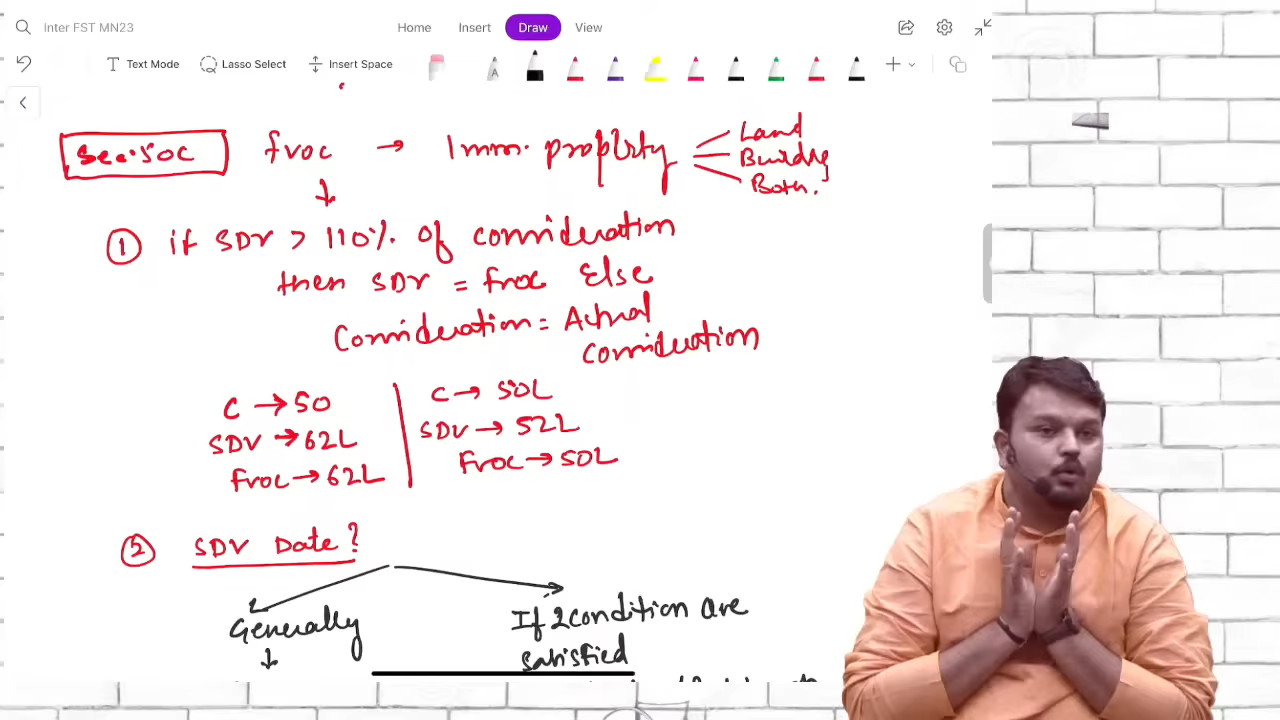 inter FST MN23
Home Insert Draw View
Text Mode Lasso Select Insert Space
Sec.50C fvoc → Imm. property Land
Building
Both.
① if SDV > 110% of consideration
then SDV = fvoc Else
Consideration = Actual
consideration
C → 50
SDV → 62L
fvoc → 62L
C → 50L
SDV → 52L
fvoc → 50L
② SDV Date?
Generally
If 2 condition are
satisfied